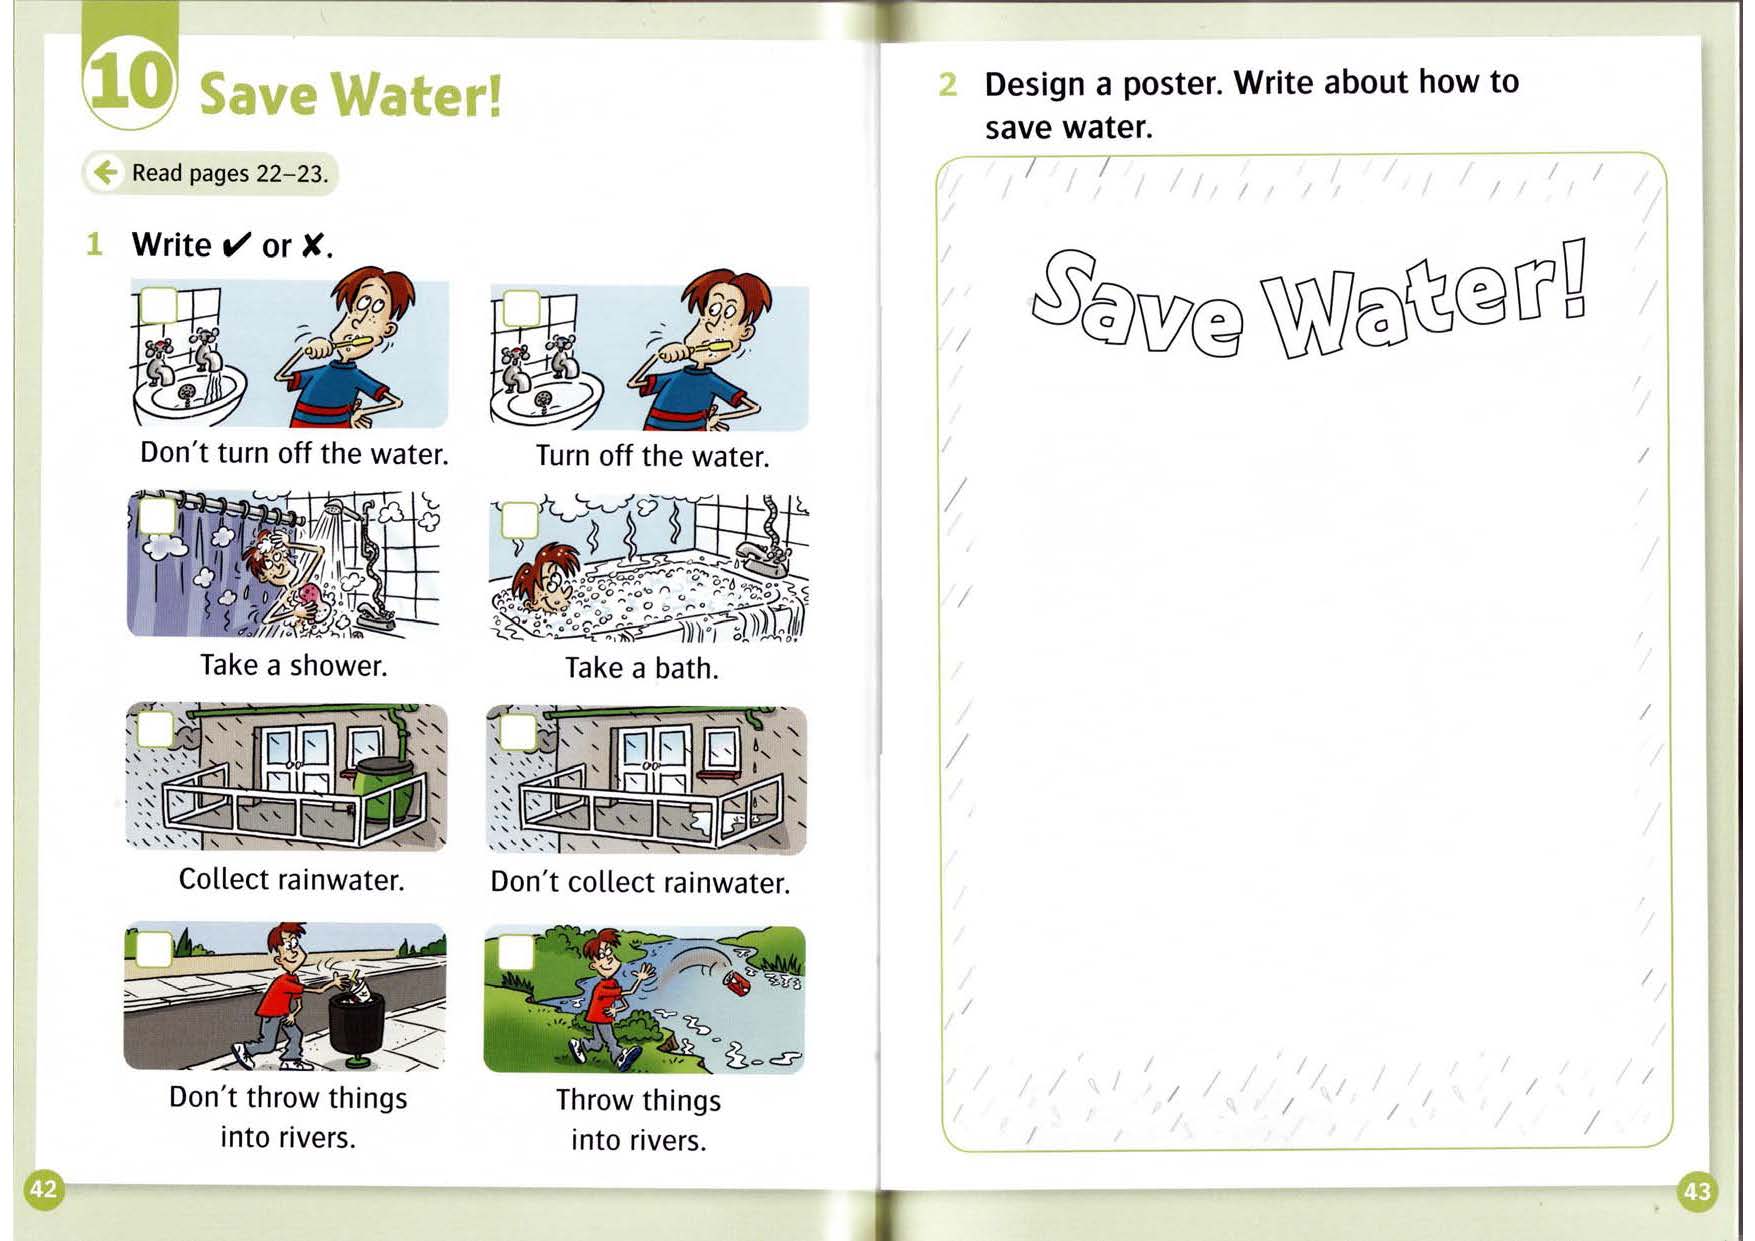 10 Save Water!
Read pages 22–23.
1 Write ✔ or ✘.
Don't turn off the water.
Turn off the water.
Take a shower.
Take a bath.
Collect rainwater.
Don't collect rainwater.
Don't throw things
into rivers.
Throw things
into rivers.
42
2 Design a poster. Write about how to
save water.
Save Water!
43